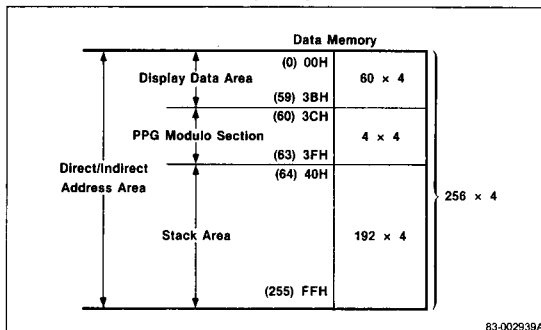 Data Memory
(0) 00H
Display Data Area
60 × 4
(59) 3BH
(60) 3CH
PPG Modulo Section
4 × 4
(63) 3FH
Direct/Indirect
Address Area
(64) 40H
256 × 4
Stack Area
192 × 4
(255) FFH
83-002939A